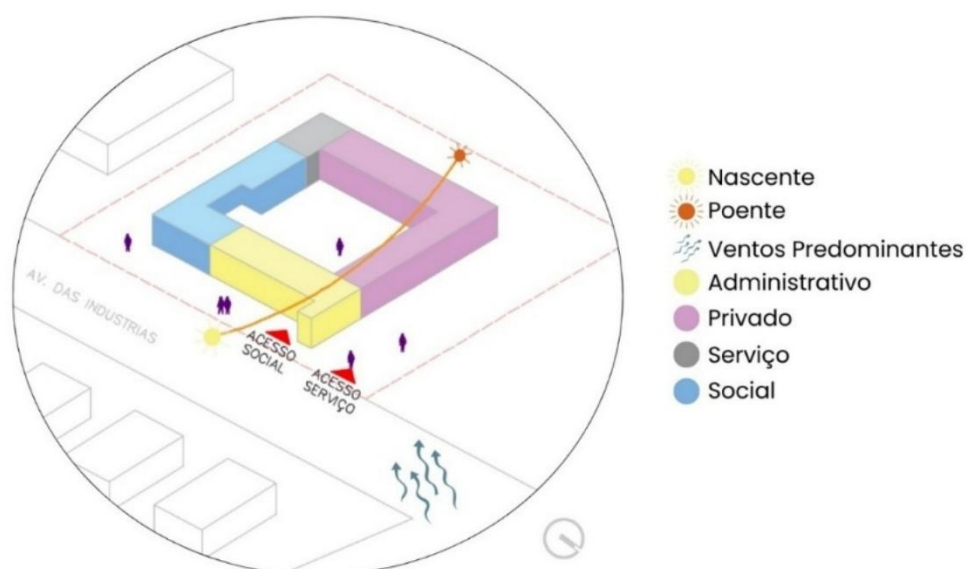 AV. DAS INDUSTRIAS
ACESSO
SOCIAL
ACESSO
SERVIÇO
Nascente
Poente
Ventos Predominantes
Administrativo
Privado
Serviço
Social